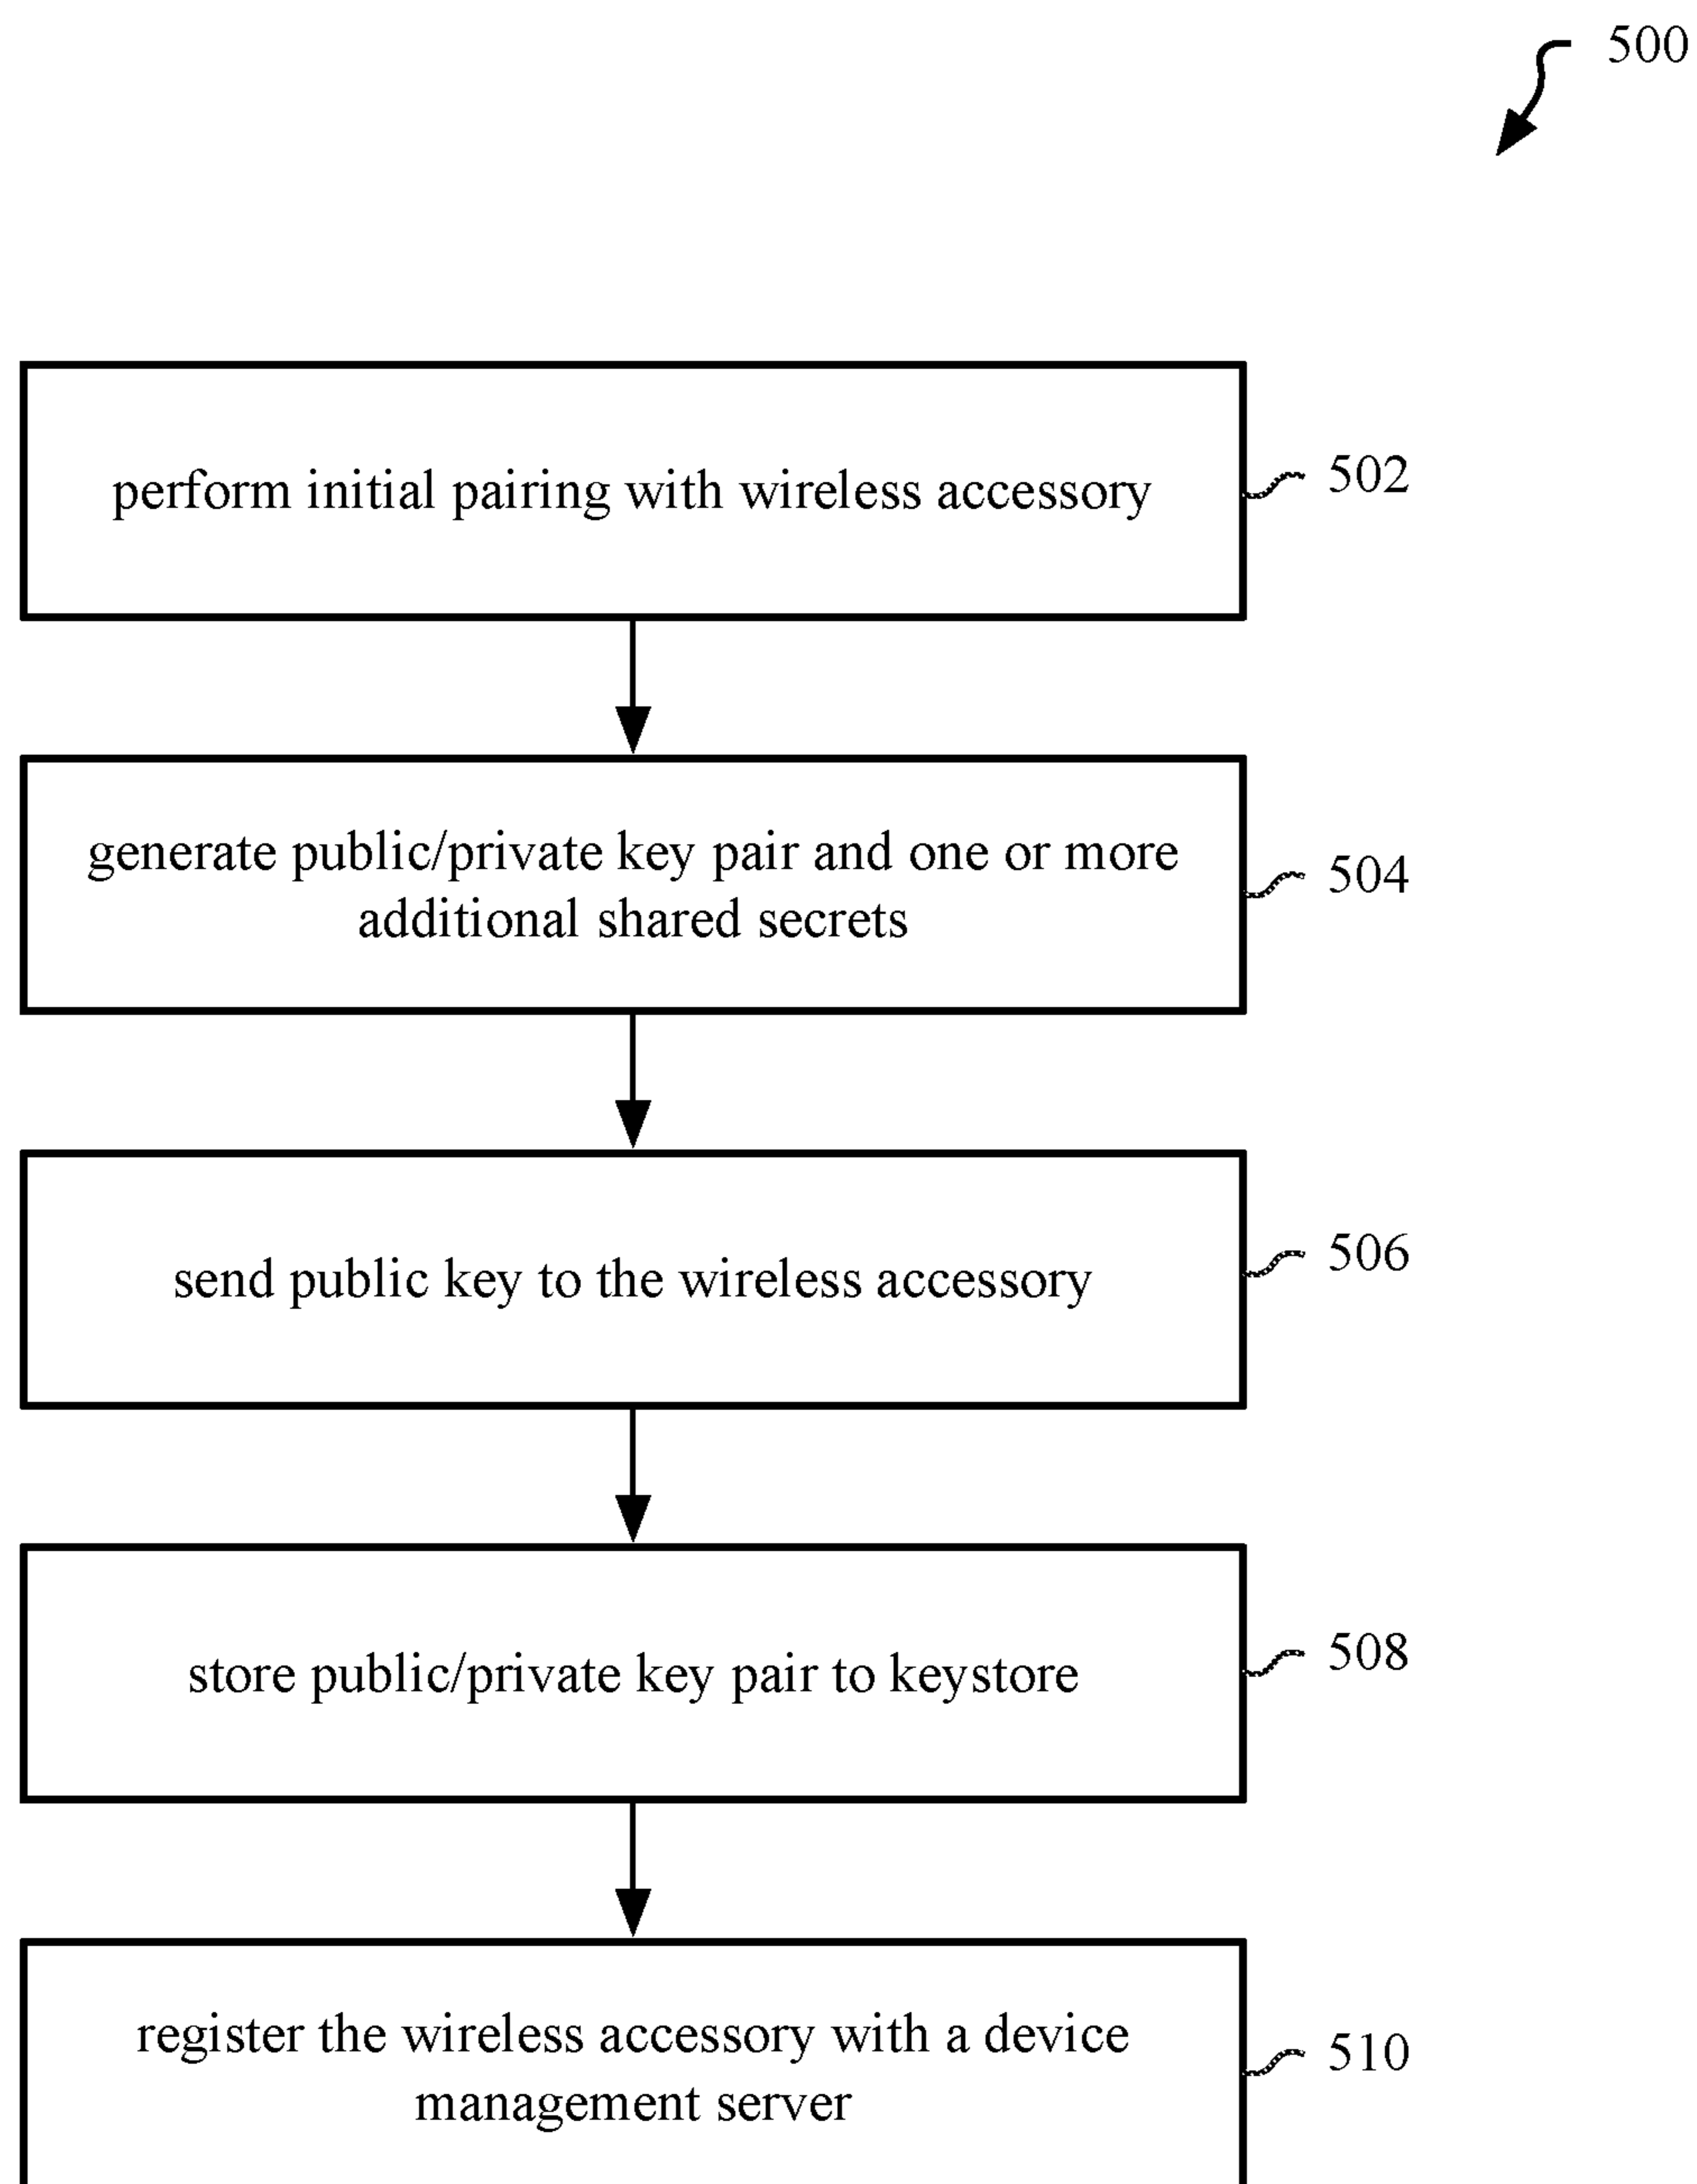 500
perform initial pairing with wireless accessory
502
generate public/private key pair and one or more
additional shared secrets
504
send public key to the wireless accessory
506
store public/private key pair to keystore
508
register the wireless accessory with a device
management server
510